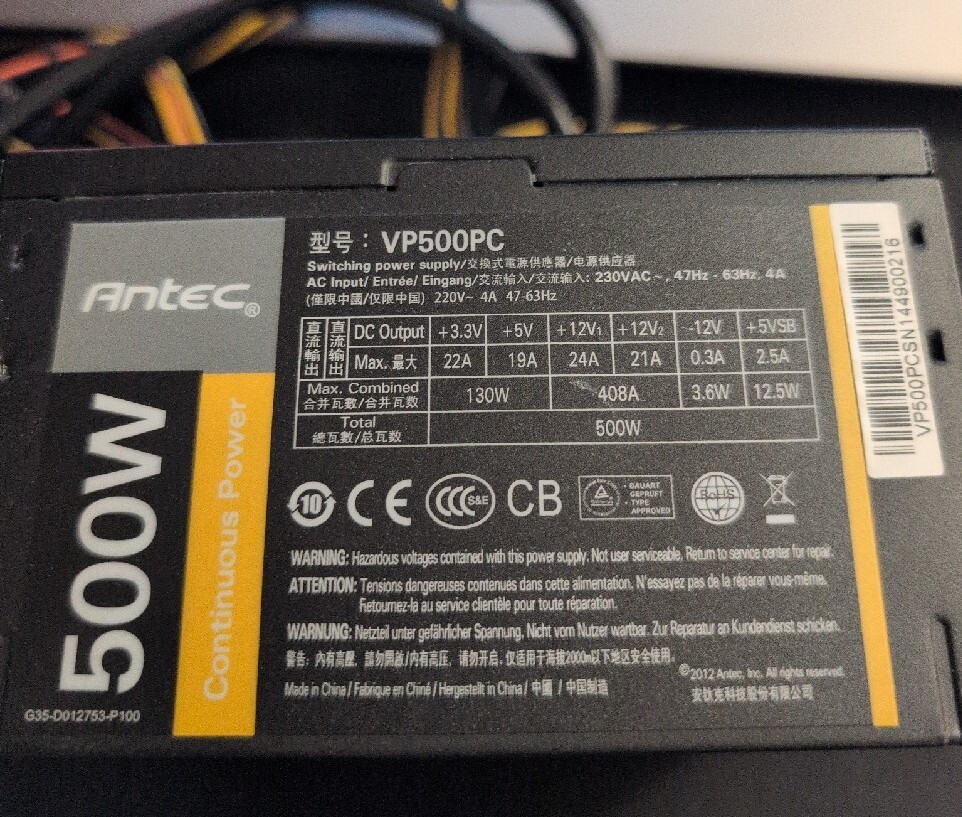 Antec®
500W
Continuous Power
G35-D012753-P100
型号：VP500PC
Switching power supply/交換式電源供應器/电源供应器
AC Input/ Entrée/ Eingang/交流輸入/交流输入: 230VAC~, 47Hz - 63Hz, 4A
(僅限中國/仅限中国) 220V~ 4A 47-63Hz
直流輸出 直流输出 DC Output +3.3V +5V +12V1 +12V2 -12V +5VSB
Max. 最大 22A 19A 24A 21A 0.3A 2.5A
Max. Combined 130W 408A 3.6W 12.5W
合并瓦數/合并瓦数
Total 500W
總瓦數/总瓦数
10 CE CCC S&E CB
BAUART
GEPRÜFT
TYPE
APPROVED
RoHS
WARNING: Hazardous voltages contained with this power supply. Not user serviceable. Return to service center for repair.
ATTENTION: Tensions dangereuses contenues dans cette alimentation. N'essayez pas de la réparer vous-même.
Retournez-la au service clientèle pour toute réparation.
WARNUNG: Netzteil unter gefährlicher Spannung, Nicht vom Nutzer wartbar. Zur Reparatur an Kundendienst schicken.
警告: 內有高壓, 請勿開啟/内有高压, 请勿开启. 仅适用于海拔2000m以下地区安全使用.
Made in China / Fabrique en Chine / Hergestellt in China / 中國 / 中国制造
©2012 Antec, Inc. All rights reserved.
安钛克科技股份有限公司
VP500PCSN144900216